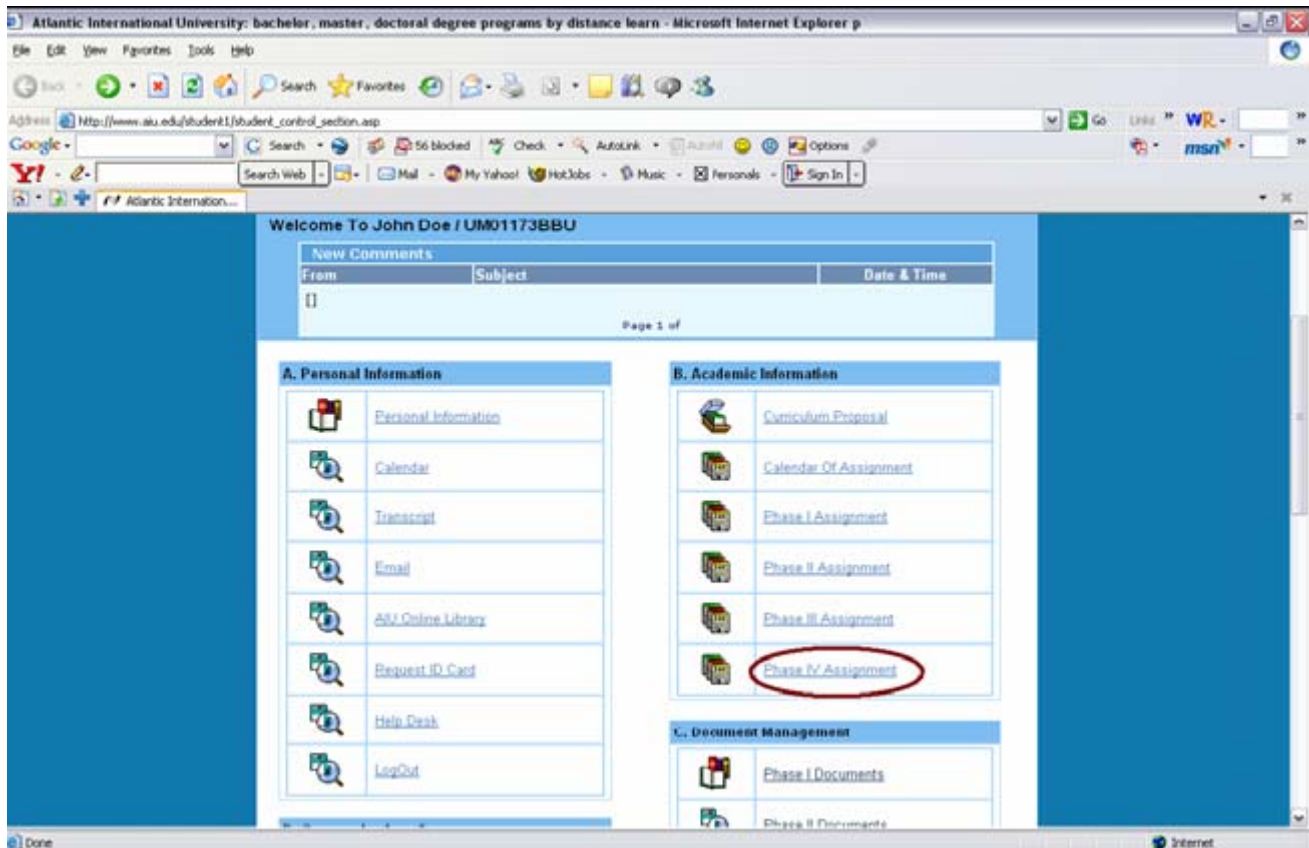 Atlantic International University: bachelor, master, doctoral degree programs by distance learn - Microsoft Internet Explorer p
File Edit View Favorites Tools Help
Back Search Favorites
Address http://www.aiu.edu/student1/student_control_section.asp Go Links WR
Google Search 56 blocked Check AutoLink AutoFill Options msn
Y! Search Web Mail My Yahoo! HotJobs Music Personals Sign In
Atlantic Internation...
Welcome To John Doe / UM01173BBU
New Comments
From Subject Date & Time
[]
Page 1 of
A. Personal Information
Personal Information
Calendar
Transcript
Email
AIU Online Library
Request ID Card
Help Desk
LogOut
B. Academic Information
Curriculum Proposal
Calendar Of Assignment
Phase I Assignment
Phase II Assignment
Phase III Assignment
Phase IV Assignment
C. Document Management
Phase I Documents
Phase II Documents
Done Internet